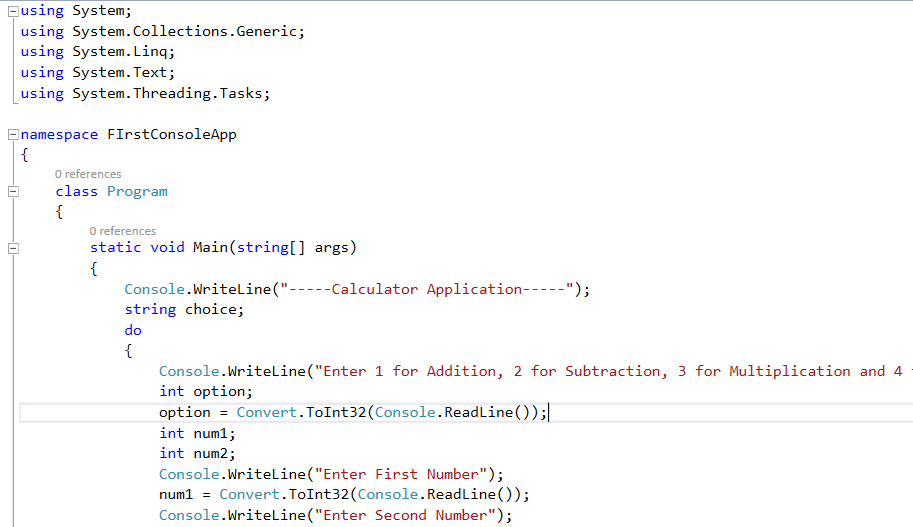 using System;
using System.Collections.Generic;
using System.Linq;
using System.Text;
using System.Threading.Tasks;
namespace FIrstConsoleApp
{
0 references
class Program
{
0 references
static void Main(string[] args)
{
Console.WriteLine("-----Calculator Application-----");
string choice;
do
{
Console.WriteLine("Enter 1 for Addition, 2 for Subtraction, 3 for Multiplication and 4
int option;
option = Convert.ToInt32(Console.ReadLine());
int num1;
int num2;
Console.WriteLine("Enter First Number");
num1 = Convert.ToInt32(Console.ReadLine());
Console.WriteLine("Enter Second Number");